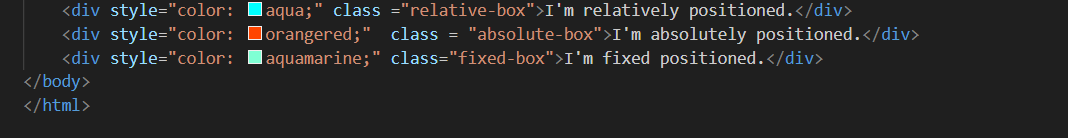 <div style="color: aqua;" class ="relative-box">I'm relatively positioned.</div>
<div style="color: orangered;"  class = "absolute-box">I'm absolutely positioned.</div>
<div style="color: aquamarine;" class="fixed-box">I'm fixed positioned.</div>
</body>
</html>